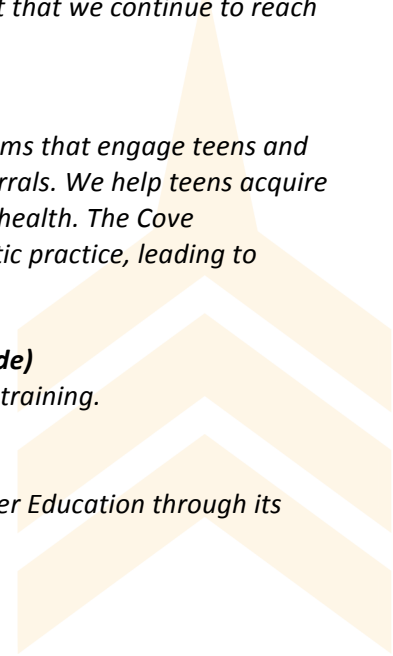 t that we continue to reach
ms that engage teens and
rrals. We help teens acquire
health. The Cove
tic practice, leading to
de)
training.
er Education through its